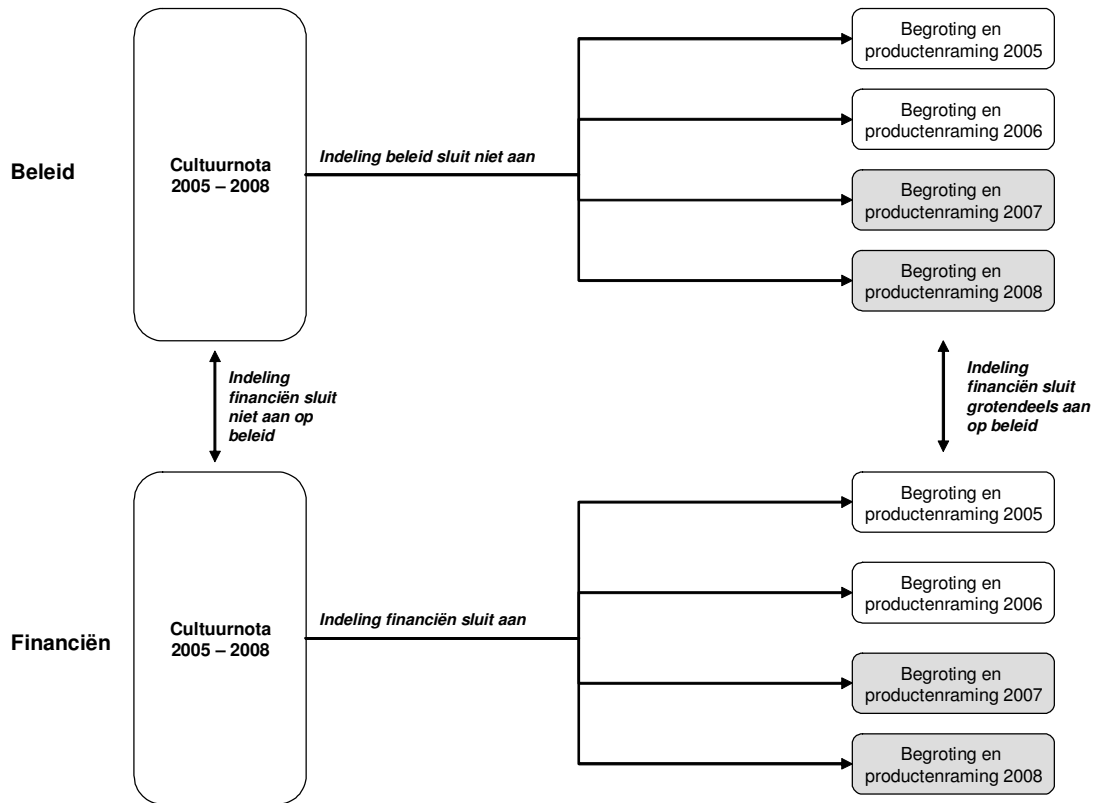 Beleid
Cultuurnota
2005 – 2008
Indeling beleid sluit niet aan
Begroting en
productenraming 2005
Begroting en
productenraming 2006
Begroting en
productenraming 2007
Begroting en
productenraming 2008
Indeling
financiën sluit
niet aan op
beleid
Indeling
financiën sluit
grotendeels aan
op beleid
Financiën
Cultuurnota
2005 – 2008
Indeling financiën sluit aan
Begroting en
productenraming 2005
Begroting en
productenraming 2006
Begroting en
productenraming 2007
Begroting en
productenraming 2008